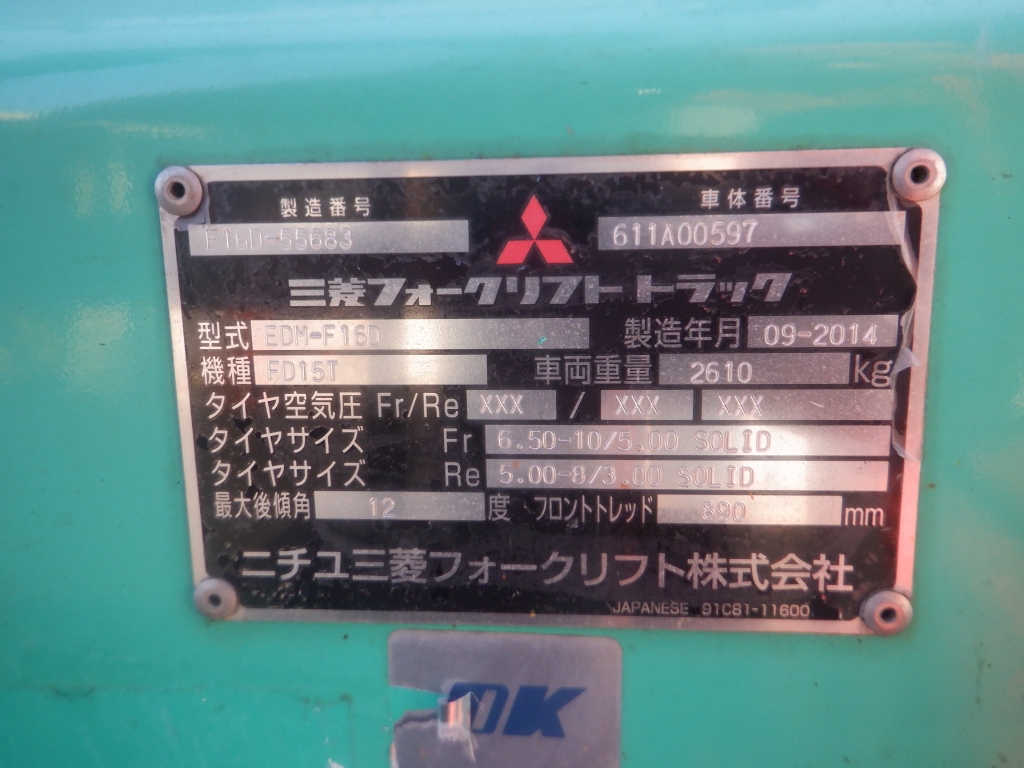 製造番号 車体番号
F16D-55683 611A00597
三菱フォークリフト トラック
型式 EDM-F16D 製造年月 09-2014
機種 FD15T 車両重量 2610 kg
タイヤ空気圧 Fr/Re XXX / XXX XXX
タイヤサイズ Fr 6.50-10/5.00 SOLID
タイヤサイズ Re 5.00-8/3.00 SOLID
最大後傾角 12 度 フロントトレッド 890 mm
ニチユ三菱フォークリフト株式会社
JAPANESE 91C81-11600
OK